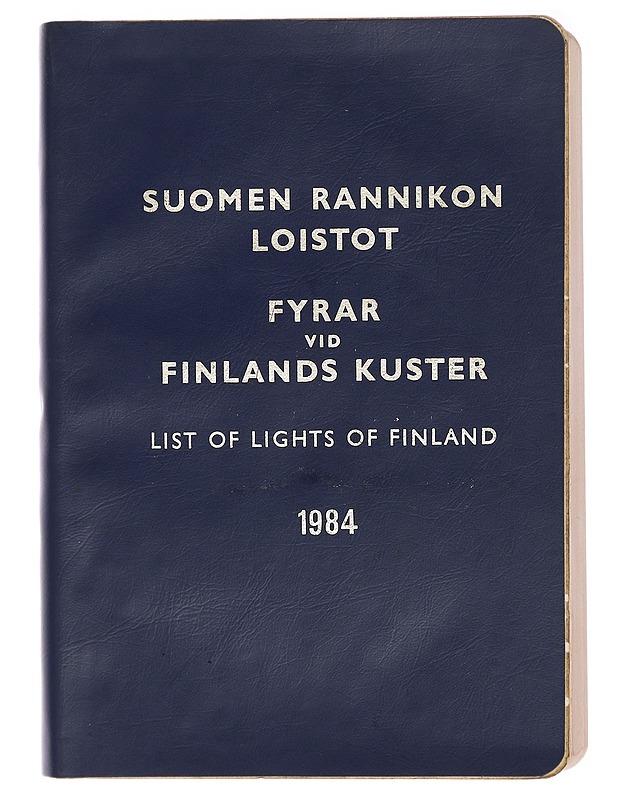 SUOMEN RANNIKON
LOISTOT
FYRAR
VID
FINLANDS KUSTER
LIST OF LIGHTS OF FINLAND
1984